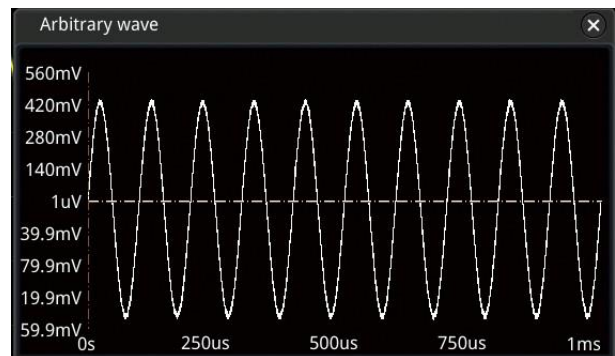 Arbitrary wave
560mV
420mV
280mV
140mV
1uV
39.9mV
79.9mV
19.9mV
59.9mV
0s 250us 500us 750us 1ms